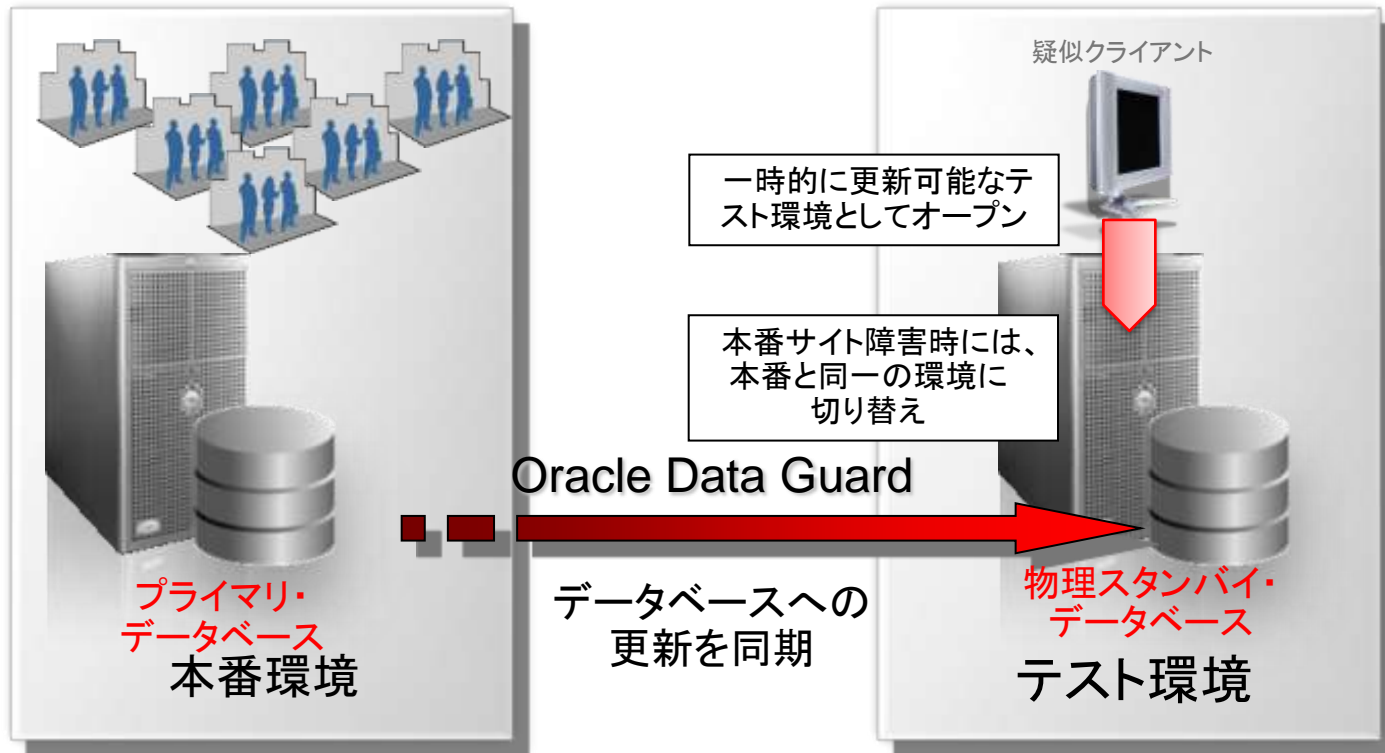 疑似クライアント
一時的に更新可能なテ
スト環境としてオープン
本番サイト障害時には、
本番と同一の環境に
切り替え
Oracle Data Guard
データベースへの
更新を同期
プライマリ・
データベース
本番環境
物理スタンバイ・
データベース
テスト環境